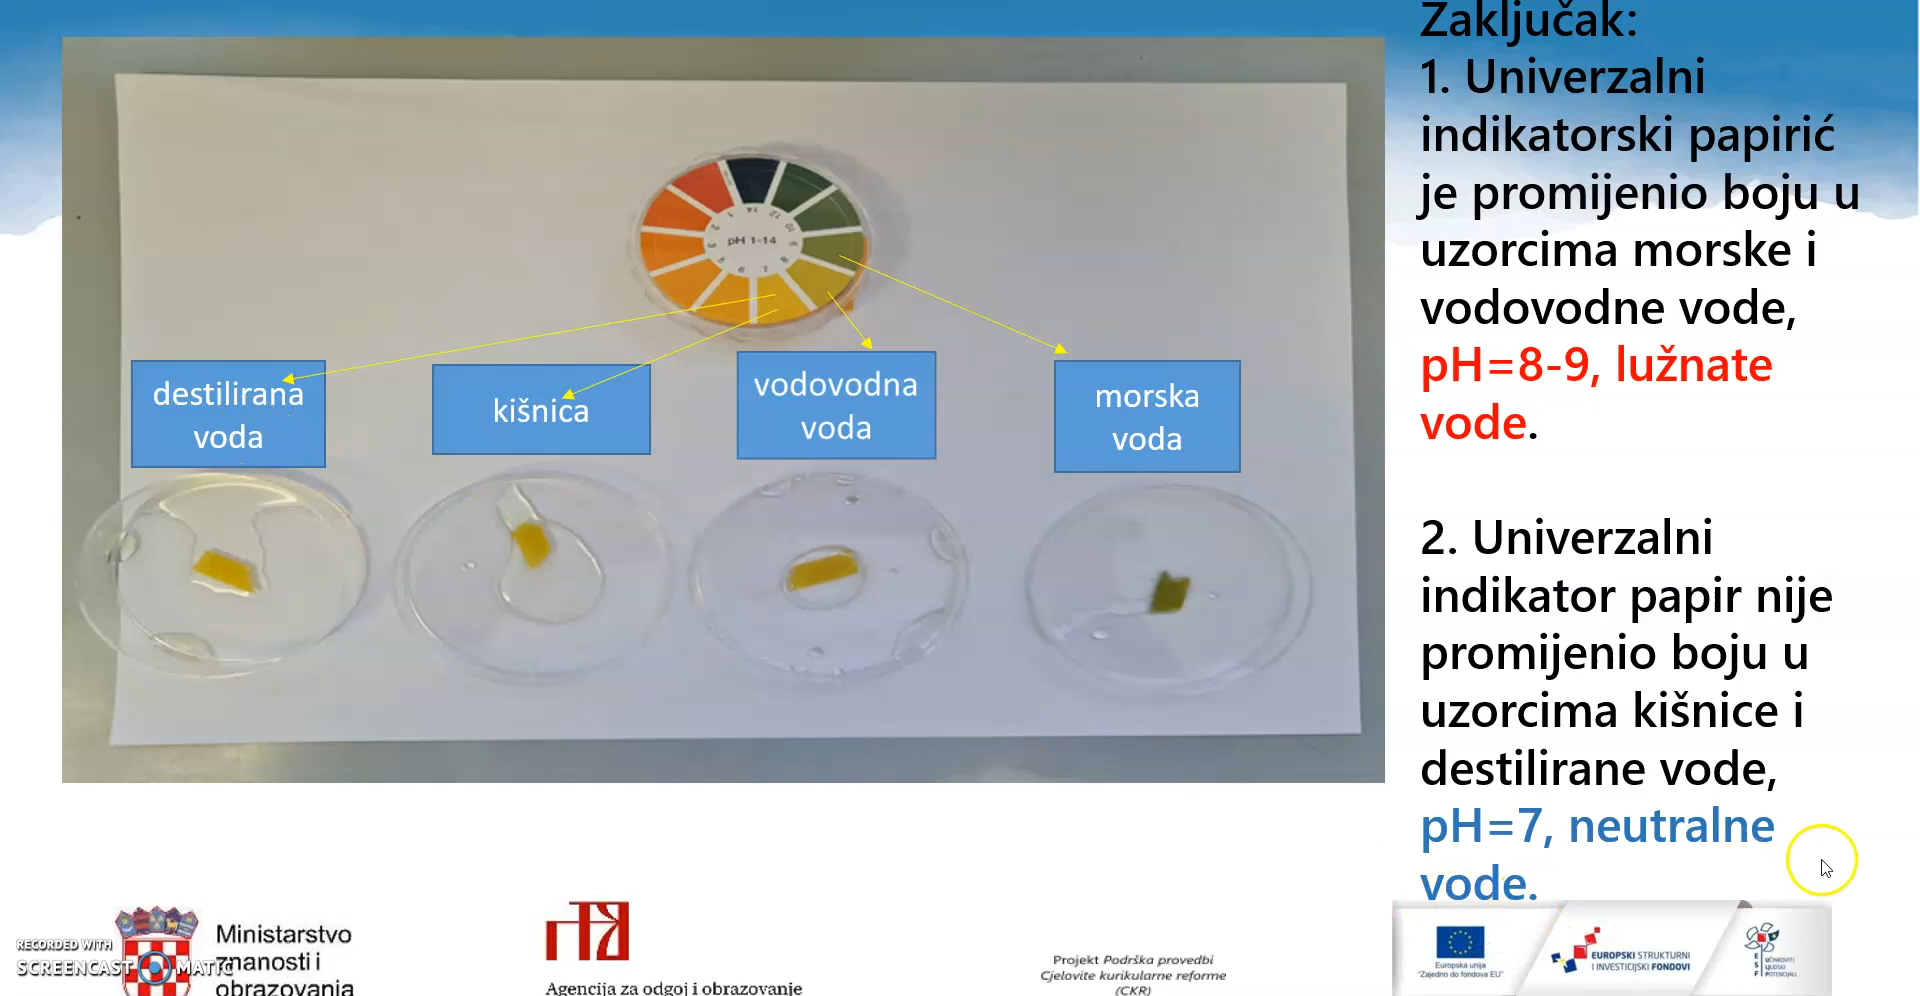 Zaključak:
1. Univerzalni
indikatorski papirić
je promijenio boju u
uzorcima morske i
vodovodne vode,
pH=8-9, lužnate
vode.
2. Univerzalni
indikator papir nije
promijenio boju u
uzorcima kišnice i
destilirane vode,
pH=7, neutralne
vode.
pH 1-14
destilirana
voda
kišnica
vodovodna
voda
morska
voda
RECORDED WITH
SCREENCAST MATIC
Ministarstvo
znanosti i
obrazovanja
Agencija za odgoj i obrazovanje
Projekt Podrška provedbi
Cjelovite kurikularne reforme
(CKR)
Europska unija
"Zajedno do fondova EU"
EUROPSKI STRUKTURNI
I INVESTICIJSKI FONDOVI
UČINKOVITI
LJUDSKI
POTENCIJALI